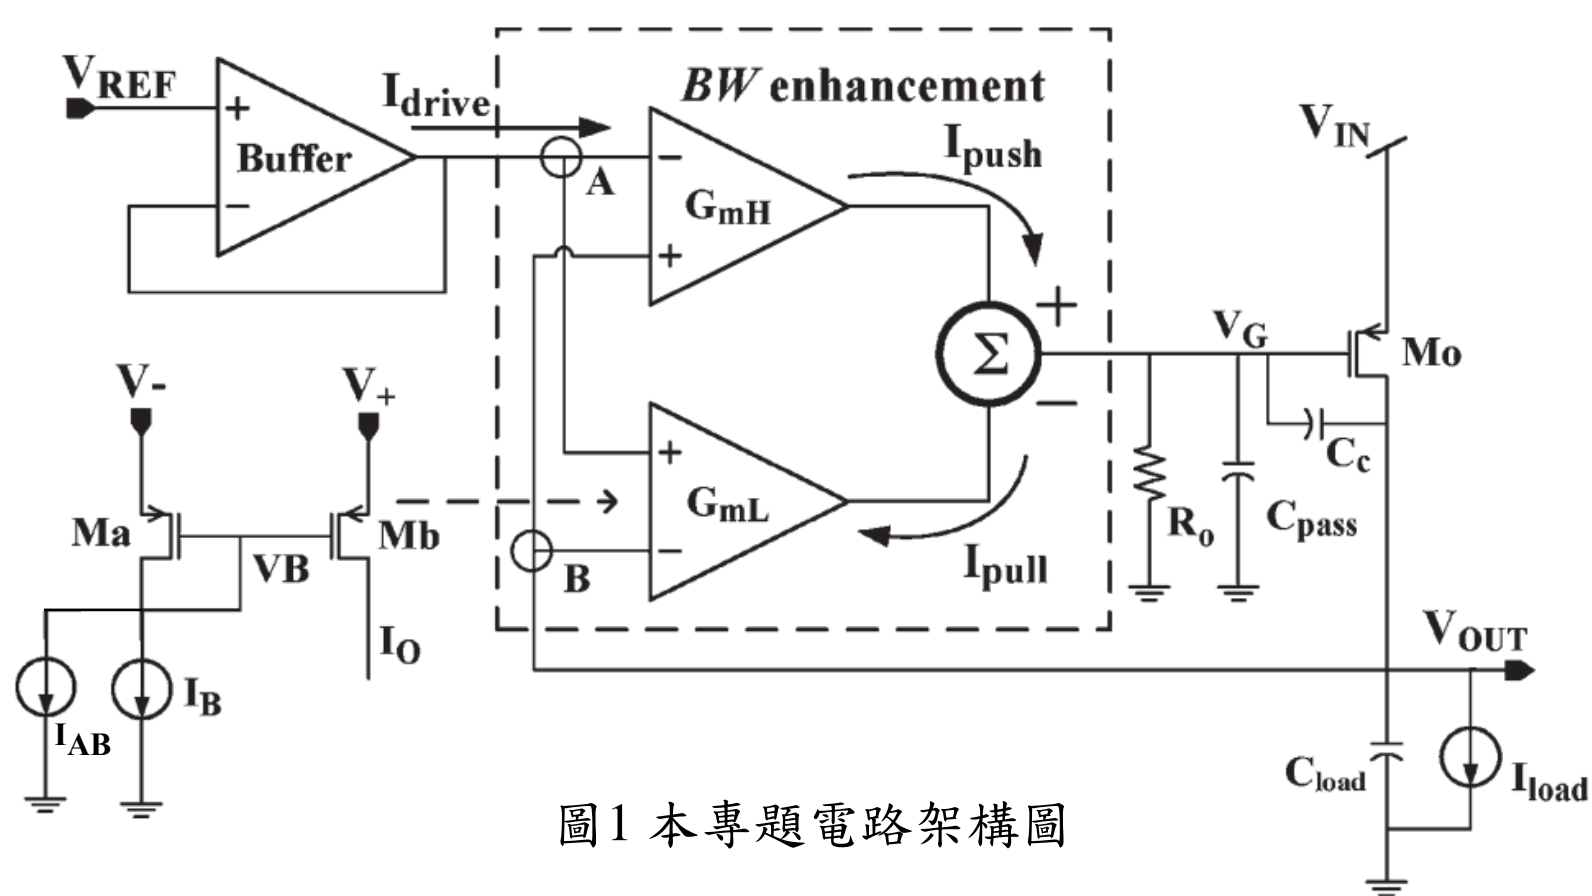 BW enhancement
VREF
+
Buffer
−
Idrive
A
−
GmH
+
Ipush
VIN
Σ
+
−
VG
Mo
Cc
Ro
Cpass
V-
V+
Ma
Mb
VB
IO
IAB
IB
+
GmL
−
B
Ipull
VOUT
Cload
Iload
圖1 本專題電路架構圖